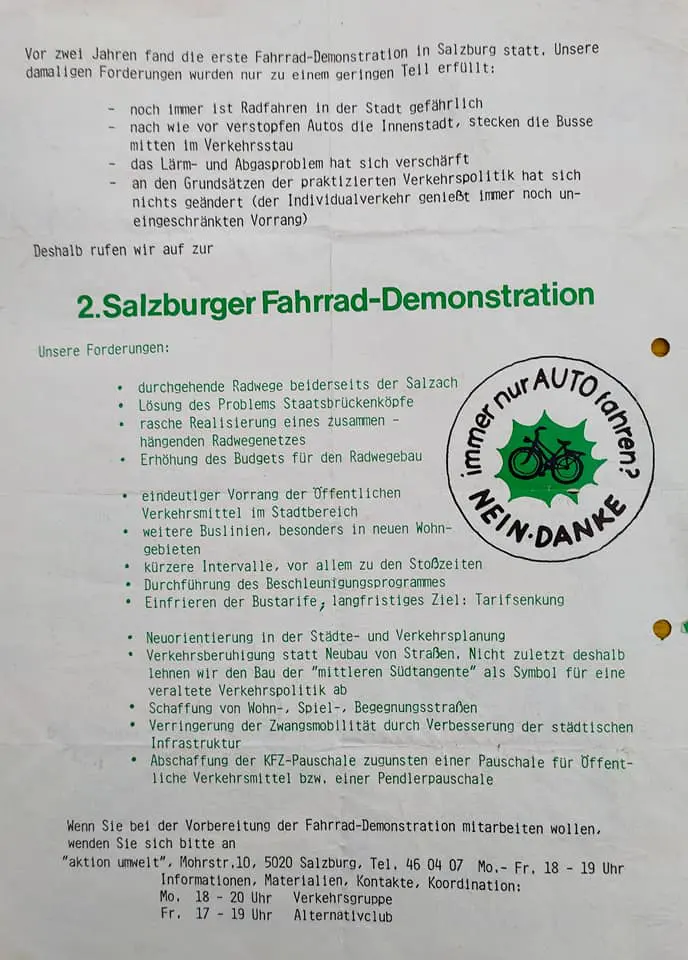 Vor zwei Jahren fand die erste Fahrrad-Demonstration in Salzburg statt. Unsere
damaligen Forderungen wurden nur zu einem geringen Teil erfüllt:
- noch immer ist Radfahren in der Stadt gefährlich
- nach wie vor verstopfen Autos die Innenstadt, stecken die Busse
mitten im Verkehrsstau
- das Lärm- und Abgasproblem hat sich verschärft
- an den Grundsätzen der praktizierten Verkehrspolitik hat sich
nichts geändert (der Individualverkehr genießt immer noch un-
eingeschränkten Vorrang)
Deshalb rufen wir auf zur
2.Salzburger Fahrrad-Demonstration
Unsere Forderungen:
• durchgehende Radwege beiderseits der Salzach
• Lösung des Problems Staatsbrückenköpfe
• rasche Realisierung eines zusammen -
hängenden Radwegenetzes
• Erhöhung des Budgets für den Radwegebau
immer nur AUTO fahren?
NEIN·DANKE
• eindeutiger Vorrang der Öffentlichen
Verkehrsmittel im Stadtbereich
• weitere Buslinien, besonders in neuen Wohn-
gebieten
• kürzere Intervalle, vor allem zu den Stoßzeiten
• Durchführung des Beschleunigungsprogrammes
• Einfrieren der Bustarife, langfristiges Ziel: Tarifsenkung
• Neuorientierung in der Städte- und Verkehrsplanung
• Verkehrsberuhigung statt Neubau von Straßen. Nicht zuletzt deshalb
lehnen wir den Bau der "mittleren Südtangente" als Symbol für eine
veraltete Verkehrspolitik ab
• Schaffung von Wohn-, Spiel-, Begegnungsstraßen
• Verringerung der Zwangsmobilität durch Verbesserung der städtischen
Infrastruktur
• Abschaffung der KFZ-Pauschale zugunsten einer Pauschale für Öffent-
liche Verkehrsmittel bzw. einer Pendlerpauschale
Wenn Sie bei der Vorbereitung der Fahrrad-Demonstration mitarbeiten wollen,
wenden Sie sich bitte an
"aktion umwelt", Mohrstr.10, 5020 Salzburg, Tel. 46 04 07 Mo.- Fr. 18 - 19 Uhr
Informationen, Materialien, Kontakte, Koordination:
Mo. 18 - 20 Uhr Verkehrsgruppe
Fr. 17 - 19 Uhr Alternativclub